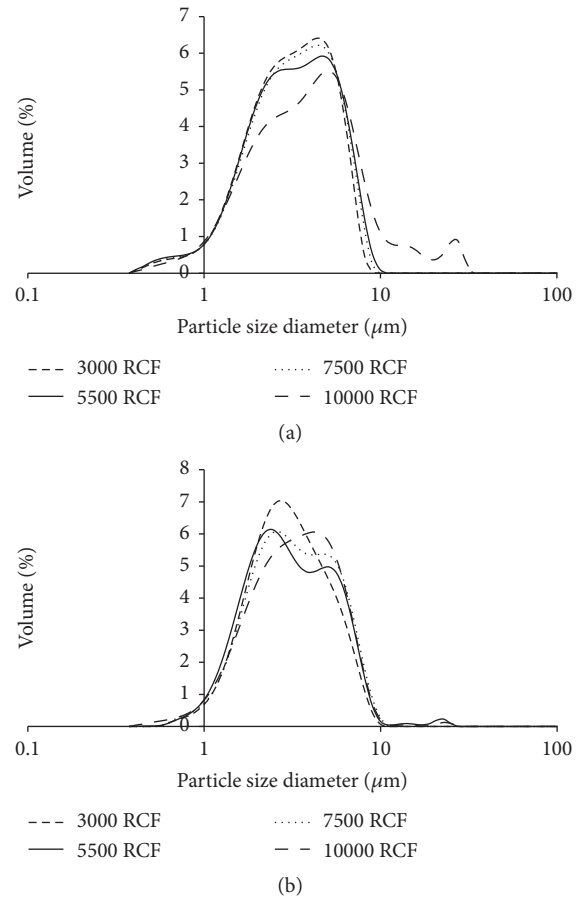 7
6
5
4
3
2
1
0
Volume (%)
0.1 1 10 100
Particle size diameter (μm)
3000 RCF 7500 RCF
5500 RCF 10000 RCF
(a)
8
7
6
5
4
3
2
1
0
Volume (%)
0.1 1 10 100
Particle size diameter (μm)
3000 RCF 7500 RCF
5500 RCF 10000 RCF
(b)